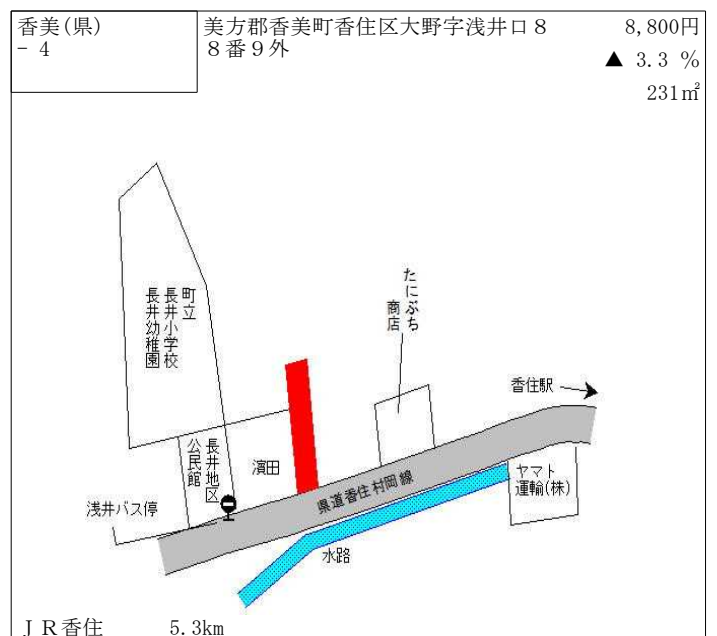 香美(県)
－ 4
美方郡香美町香住区大野字浅井口８
８番９外
8,800円
▲ 3.3 %
231㎡
町立
長井小学校
長井幼稚園
たにぶち
商店
香住駅
長井地区
公民館
濵田
浅井バス停
県道香住村岡線
ヤマト
運輸(株)
水路
ＪＲ香住 5.3km